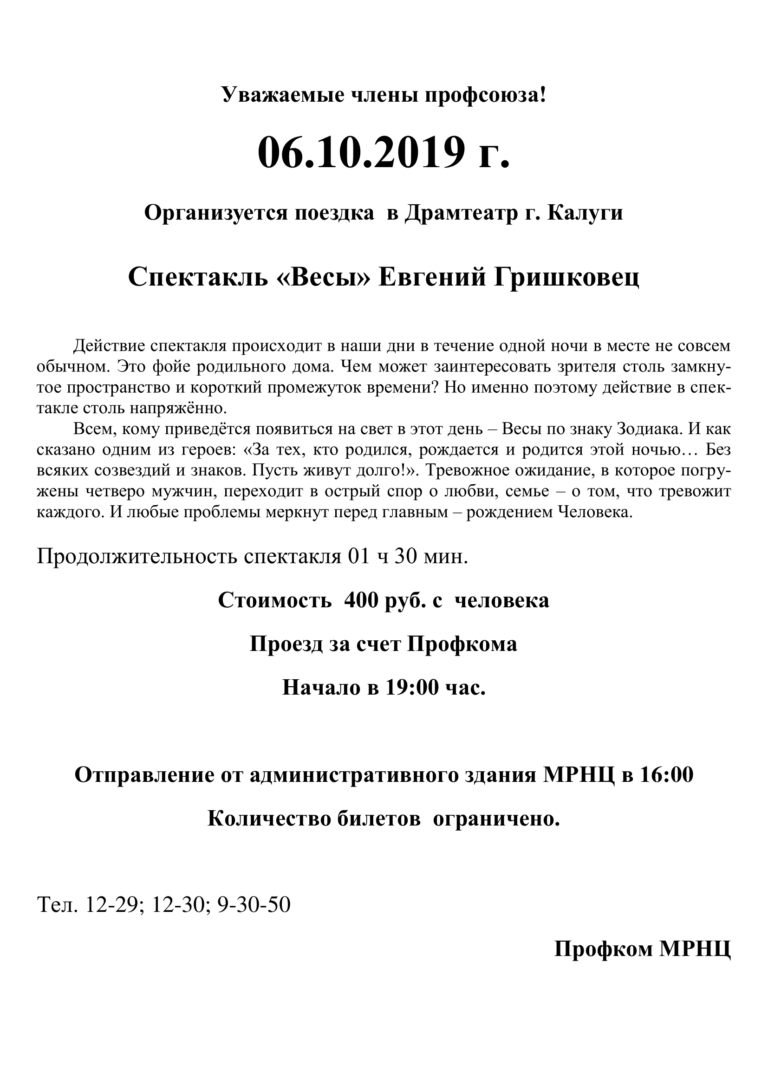 Уважаемые члены профсоюза!
06.10.2019 г.
Организуется поездка  в Драмтеатр г. Калуги
Спектакль «Весы» Евгений Гришковец
Действие спектакля происходит в наши дни в течение одной ночи в месте не совсем
обычном. Это фойе родильного дома. Чем может заинтересовать зрителя столь замкну-
тое пространство и короткий промежуток времени? Но именно поэтому действие в спек-
такле столь напряжённо.
Всем, кому приведётся появиться на свет в этот день – Весы по знаку Зодиака. И как
сказано одним из героев: «За тех, кто родился, рождается и родится этой ночью… Без
всяких созвездий и знаков. Пусть живут долго!». Тревожное ожидание, в которое погру-
жены четверо мужчин, переходит в острый спор о любви, семье – о том, что тревожит
каждого. И любые проблемы меркнут перед главным – рождением Человека.
Продолжительность спектакля 01 ч 30 мин.
Стоимость  400 руб. с  человека
Проезд за счет Профкома
Начало в 19:00 час.
Отправление от административного здания МРНЦ в 16:00
Количество билетов  ограничено.
Тел. 12-29; 12-30; 9-30-50
Профком МРНЦ